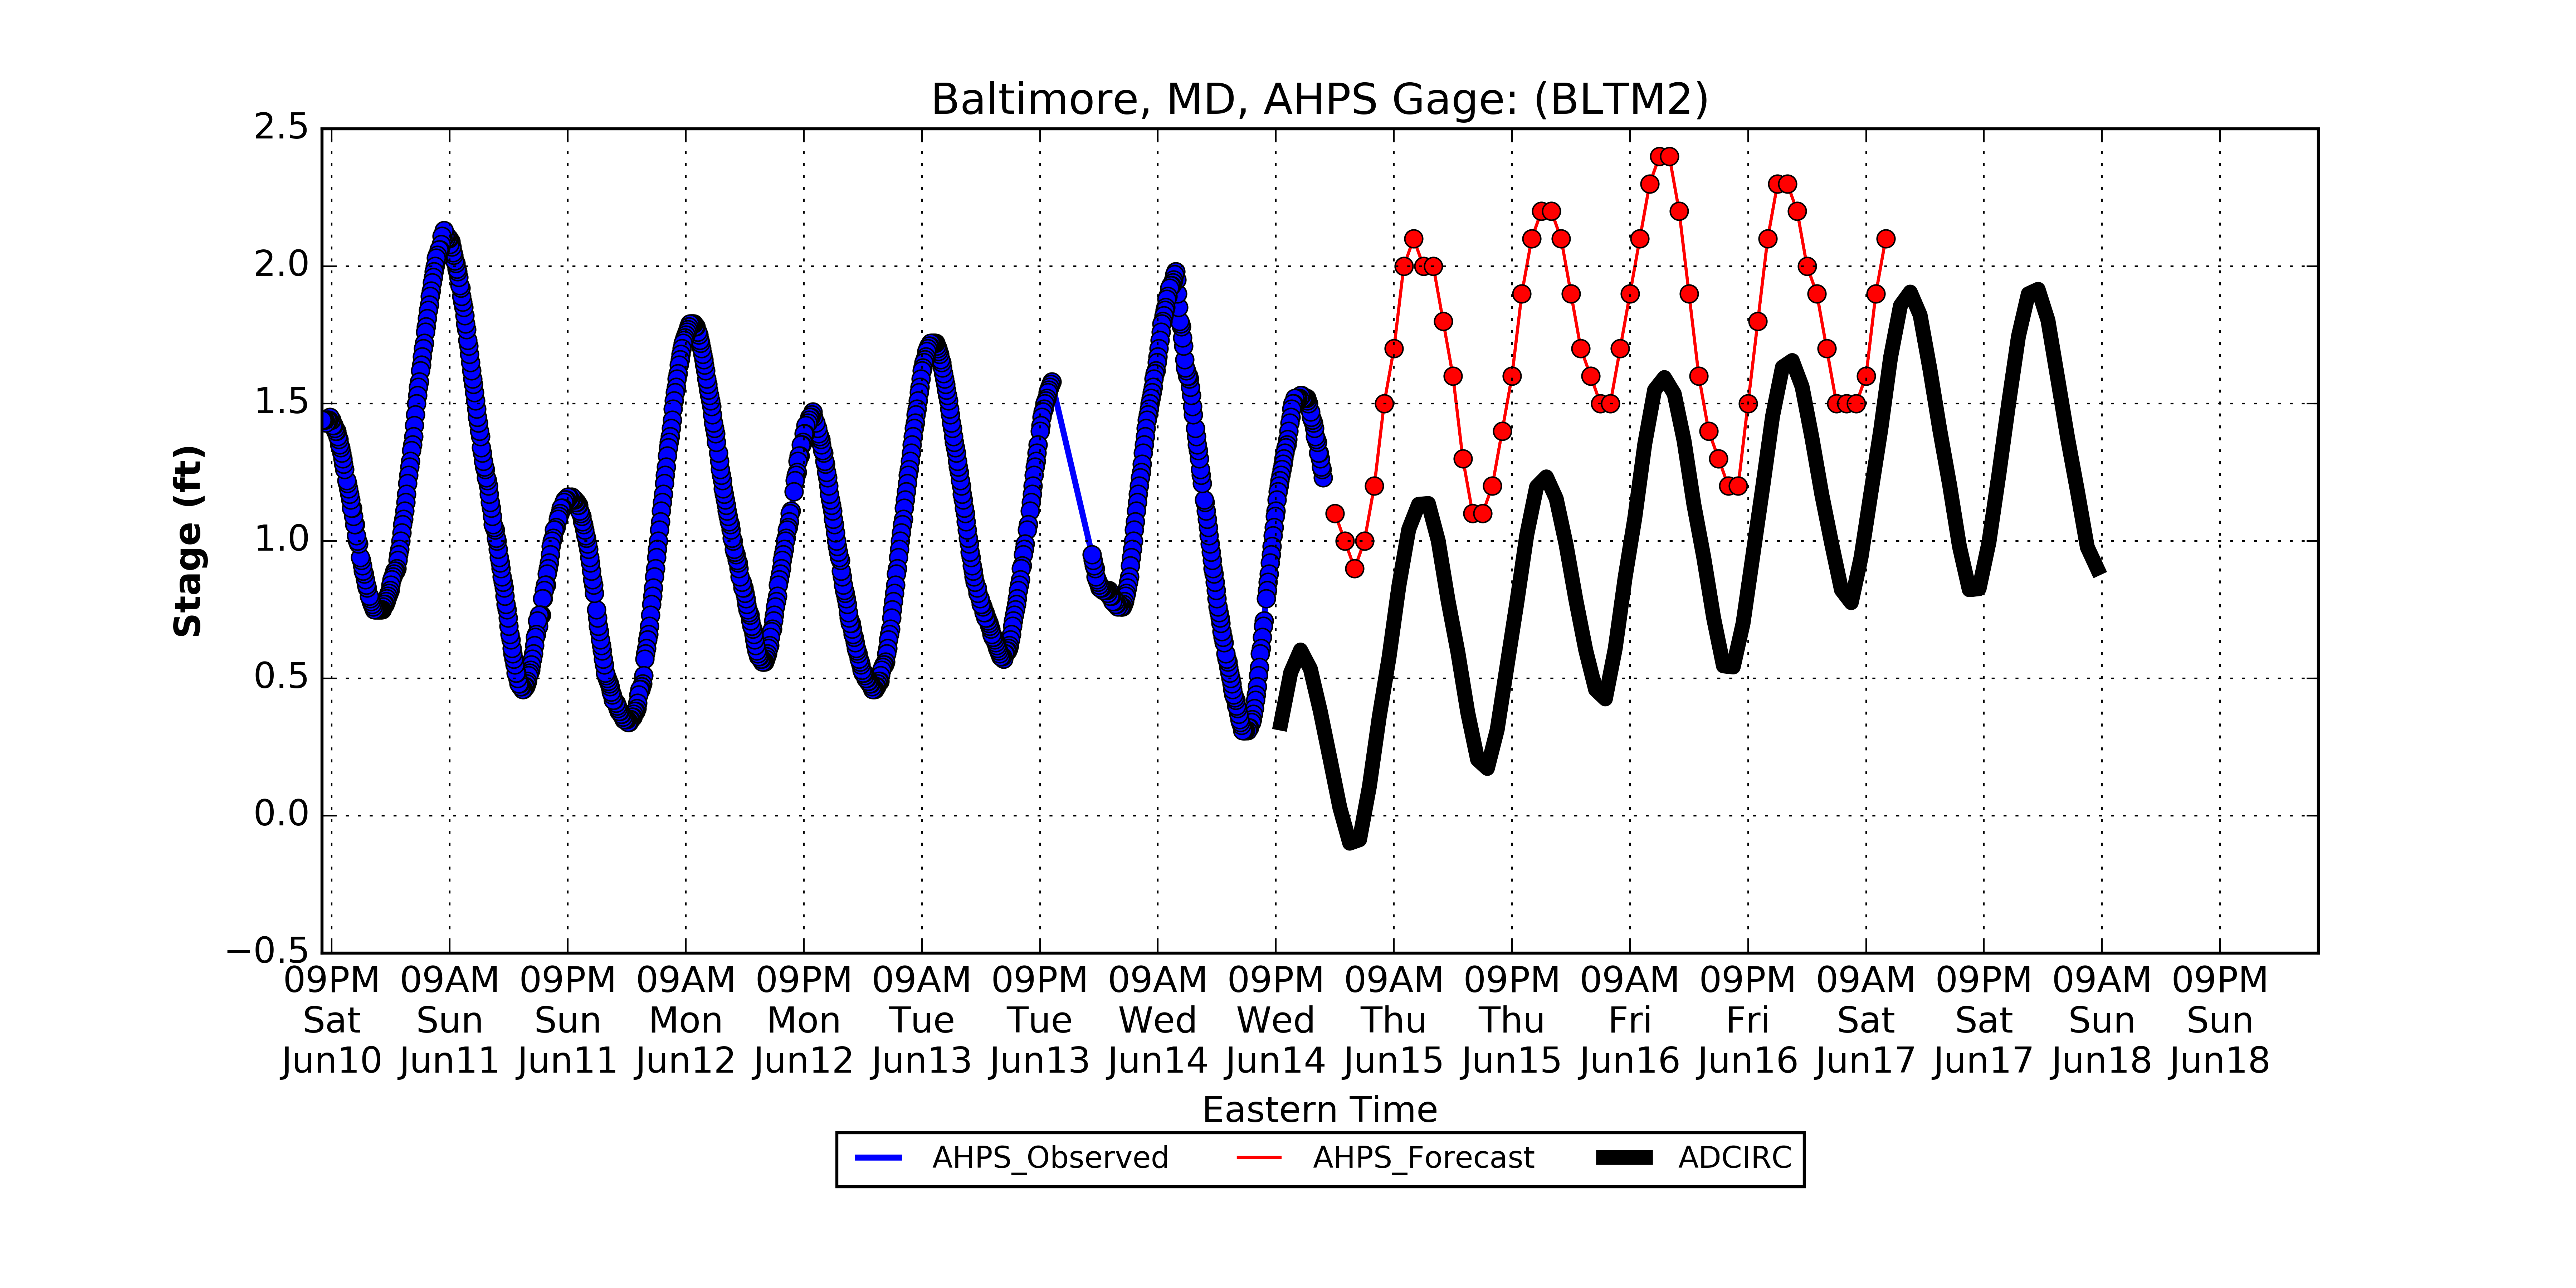 Baltimore, MD, AHPS Gage: (BLTM2)
2.5
2.0
1.5
1.0
0.5
0.0
−0.5
Stage (ft)
09PM 09AM 09PM 09AM 09PM 09AM 09PM 09AM 09PM 09AM 09PM 09AM 09PM 09AM 09PM 09AM 09PM
Sat Sun Sun Mon Mon Tue Tue Wed Wed Thu Thu Fri Fri Sat Sat Sun Sun
Jun10 Jun11 Jun11 Jun12 Jun12 Jun13 Jun13 Jun14 Jun14 Jun15 Jun15 Jun16 Jun16 Jun17 Jun17 Jun18 Jun18
Eastern Time
AHPS_Observed AHPS_Forecast ADCIRC